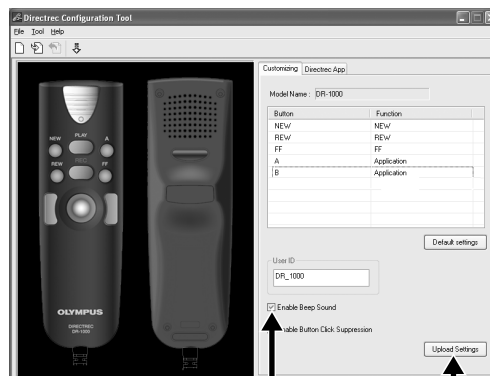 Directrec Configuration Tool
File Tool Help
Customizing Directrec App
Model Name : DR-1000
Button Function
NEW NEW
REW REW
FF FF
A Application
B Application
Default settings
User ID
DR_1000
Enable Beep Sound
nable Button Click Suppression
Upload Settings
NEW PLAY A
REW REC FF
OLYMPUS
DIRECTREC
DR-1000